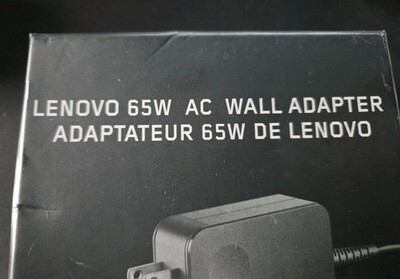 LENOVO 65W AC WALL ADAPTER
ADAPTATEUR 65W DE LENOVO